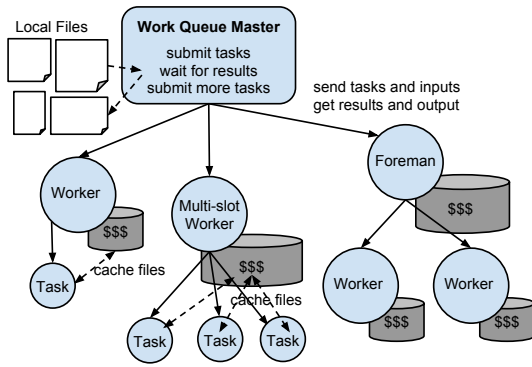 Local Files
Work Queue Master
submit tasks
wait for results
submit more tasks
send tasks and inputs
get results and output
Foreman
Worker
Multi-slot
Worker
$$$
$$$
$$$
cache files
cache files
Task
Worker
Worker
$$$
$$$
Task
Task
Task